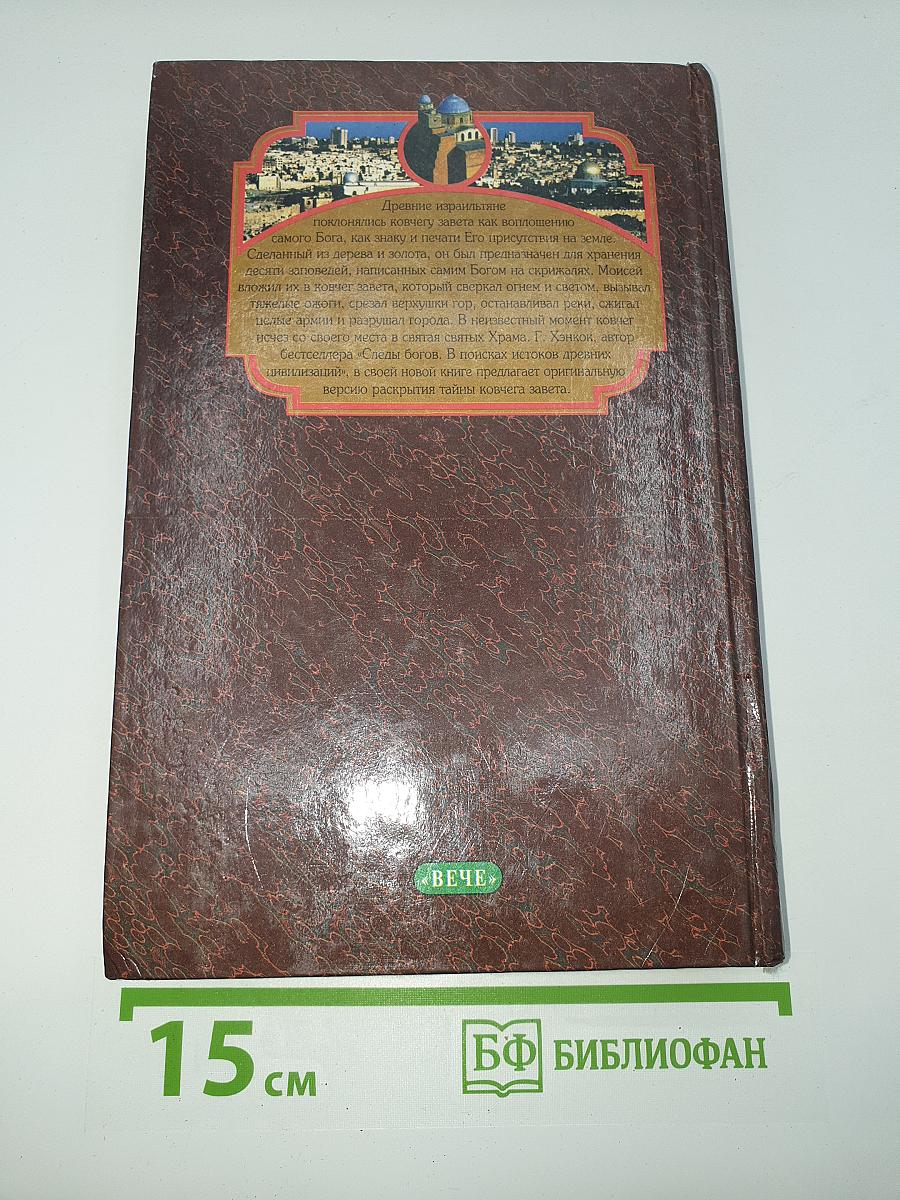 Древние израильтяне
поклонялись ковчегу завета как воплощению
самого Бога, как знаку и печати Его присутствия на земле.
Сделанный из дерева и золота, он был предназначен для хранения
десяти заповедей, написанных самим Богом на скрижалях. Моисей
вложил их в ковчег завета, который сверкал огнем и светом, вызывал
тяжелые ожоги, срезал верхушки гор, останавливал реки, сжигал
целые армии и разрушал города. В неизвестный момент ковчег
исчез со своего места в святая святых Храма. Г. Хэнкок, автор
бестселлера «Следы богов. В поисках истоков древних
цивилизаций», в своей новой книге предлагает оригинальную
версию раскрытия тайны ковчега завета.
«ВЕЧЕ»
15 см
БФ БИБЛИОФАН